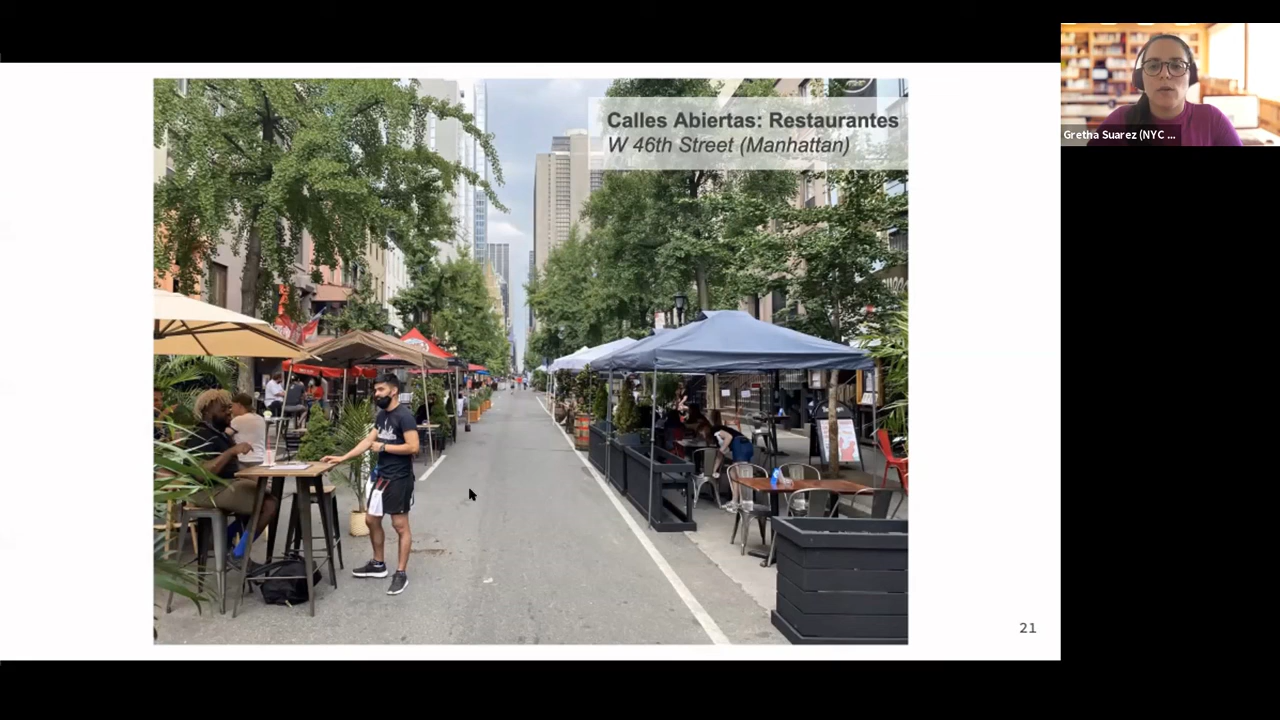 Calles Abiertas: Restaurantes
W 46th Street (Manhattan)
Gretha Suarez (NYC ...
21